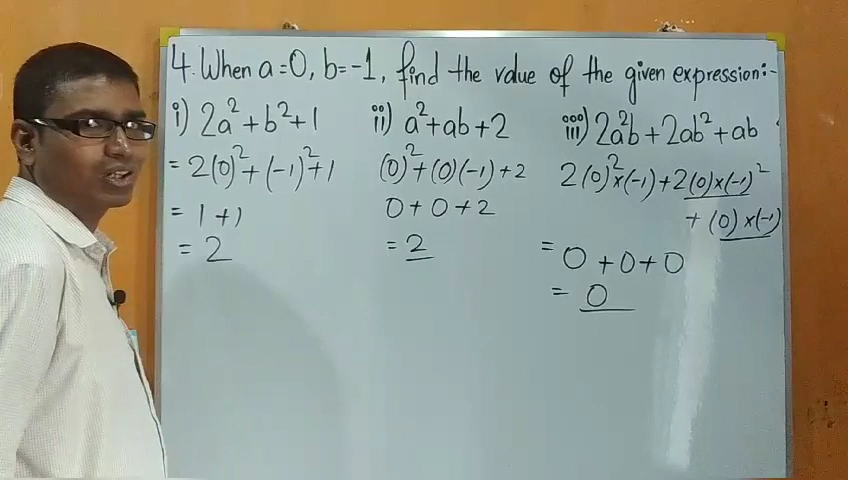 4. When a=0, b=-1, find the value of the given expression:-
i) 2a²+b²+1
= 2(0)²+(-1)²+1
= 1+1
= 2
ii) a²+ab+2
(0)²+(0)(-1)+2
0+0+2
= 2
iii) 2a²b+2ab²+ab
2(0)²×(-1)+2(0)×(-1)²
+(0)×(-1)
= 0+0+0
= 0